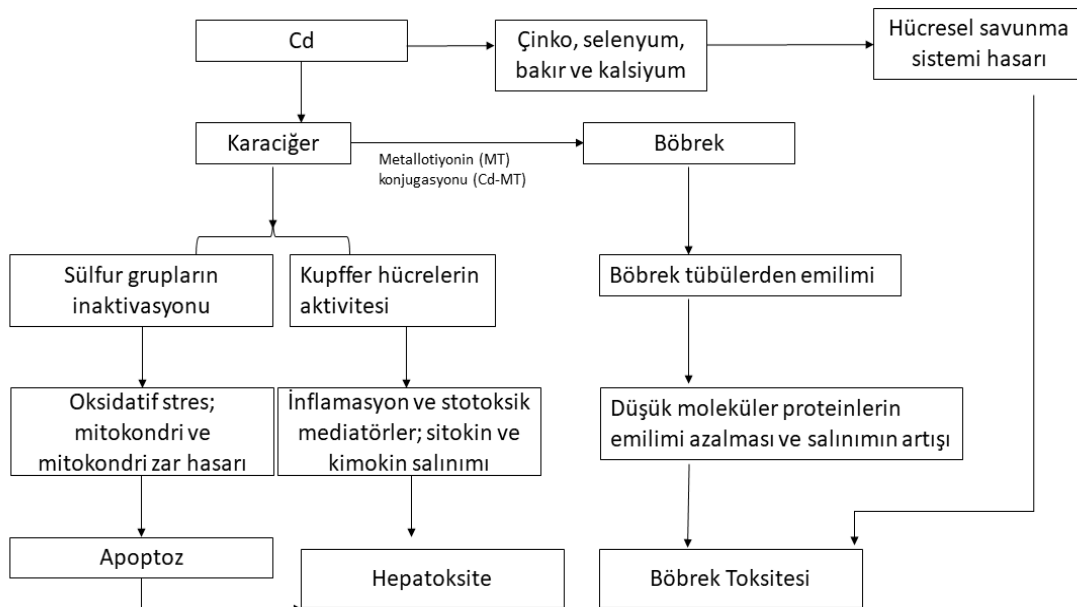 Cd
Çinko, selenyum,
bakır ve kalsiyum
Hücresel savunma
sistemi hasarı
Karaciğer
Metallotiyonin (MT)
konjugasyonu (Cd-MT)
Böbrek
Sülfur grupların
inaktivasyonu
Kupffer hücrelerin
aktivitesi
Böbrek tübülerden emilimi
Oksidatif stres;
mitokondri ve
mitokondri zar hasarı
İnflamasyon ve stotoksik
mediatörler; sitokin ve
kimokin salınımı
Düşük moleküler proteinlerin
emilimi azalması ve salınımın artışı
Apoptoz
Hepatoksite
Böbrek Toksitesi